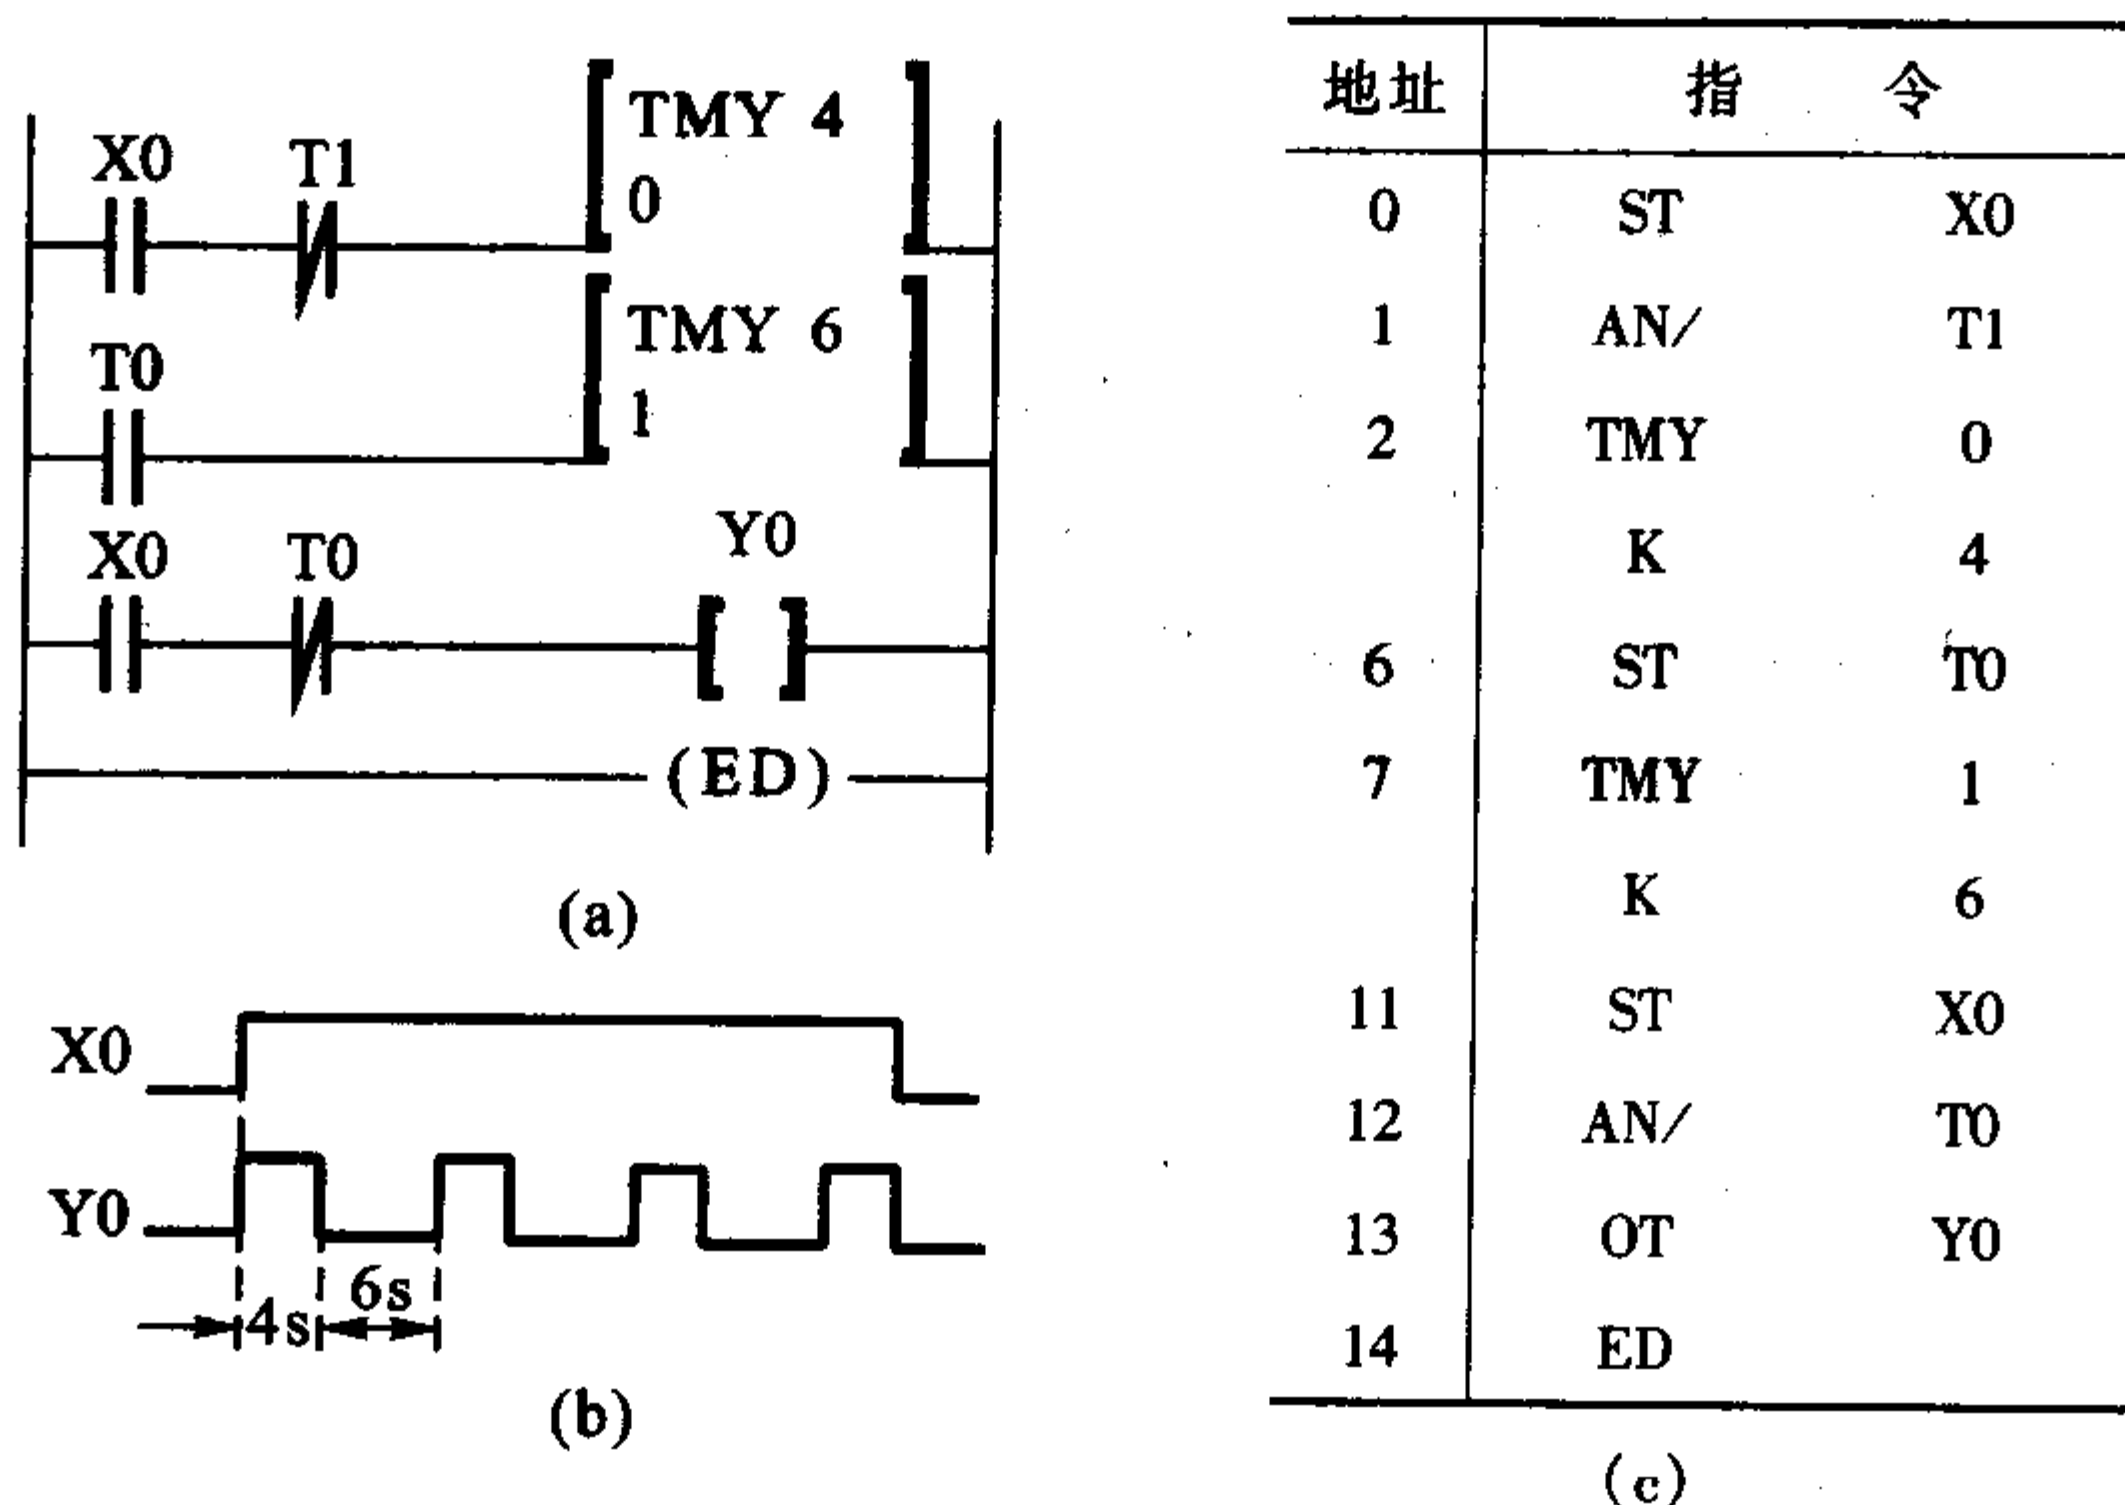 TMY 4
X0 T1
0
TMY 6
T0
1
X0 T0 Y0
(ED)
(a)
X0
Y0
4s 6s
(b)
地址 指 令
0 ST X0
1 AN/ T1
2 TMY 0
K 4
6 ST T0
7 TMY 1
K 6
11 ST X0
12 AN/ T0
13 OT Y0
14 ED
(c)